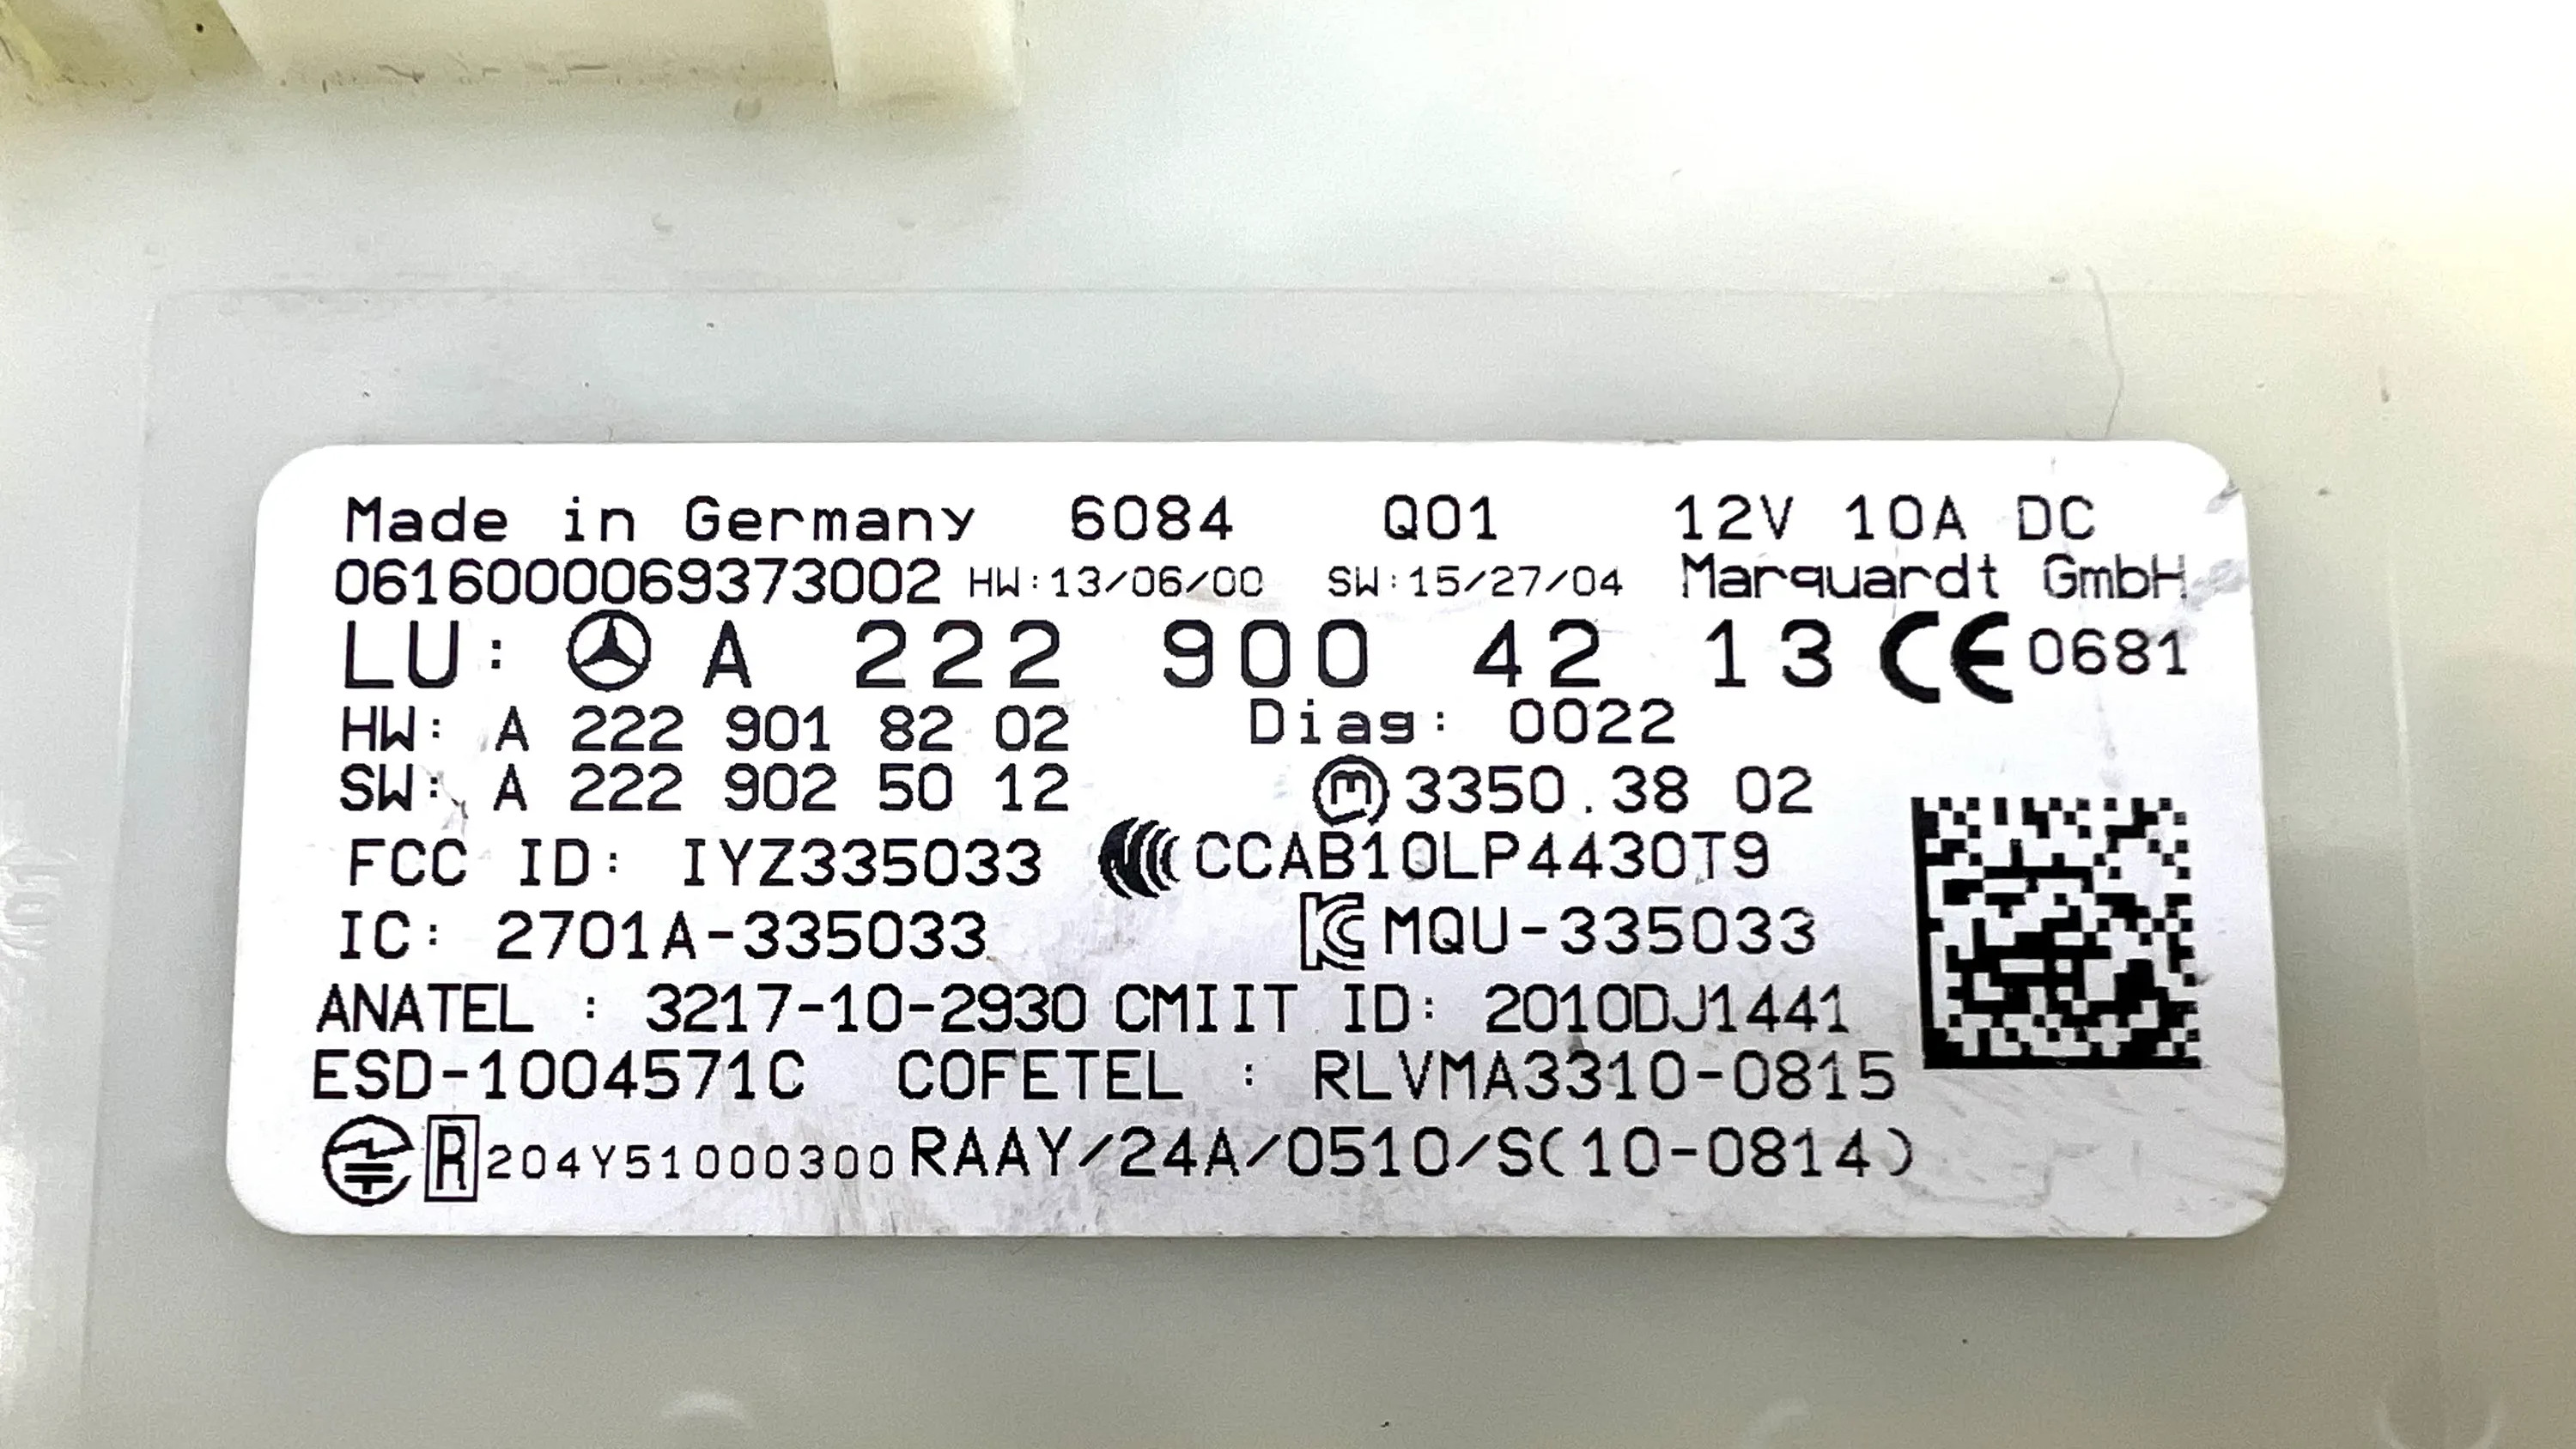 Made in Germany 6084 Q01 12V 10A DC
0616000069373002 HW:13/06/00 SW:15/27/04 Marquardt GmbH
LU: A 222 900 42 13 CE 0681
HW: A 222 901 82 02 Diag: 0022
SW: A 222 902 50 12 m 3350.38 02
FCC ID: IYZ335033 CCAB10LP4430T9
IC: 2701A-335033 KC MQU-335033
ANATEL : 3217-10-2930 CMIIT ID: 2010DJ1441
ESD-1004571C COFETEL : RLVMA3310-0815
R 204Y51000300 RAAY/24A/0510/S(10-0814)